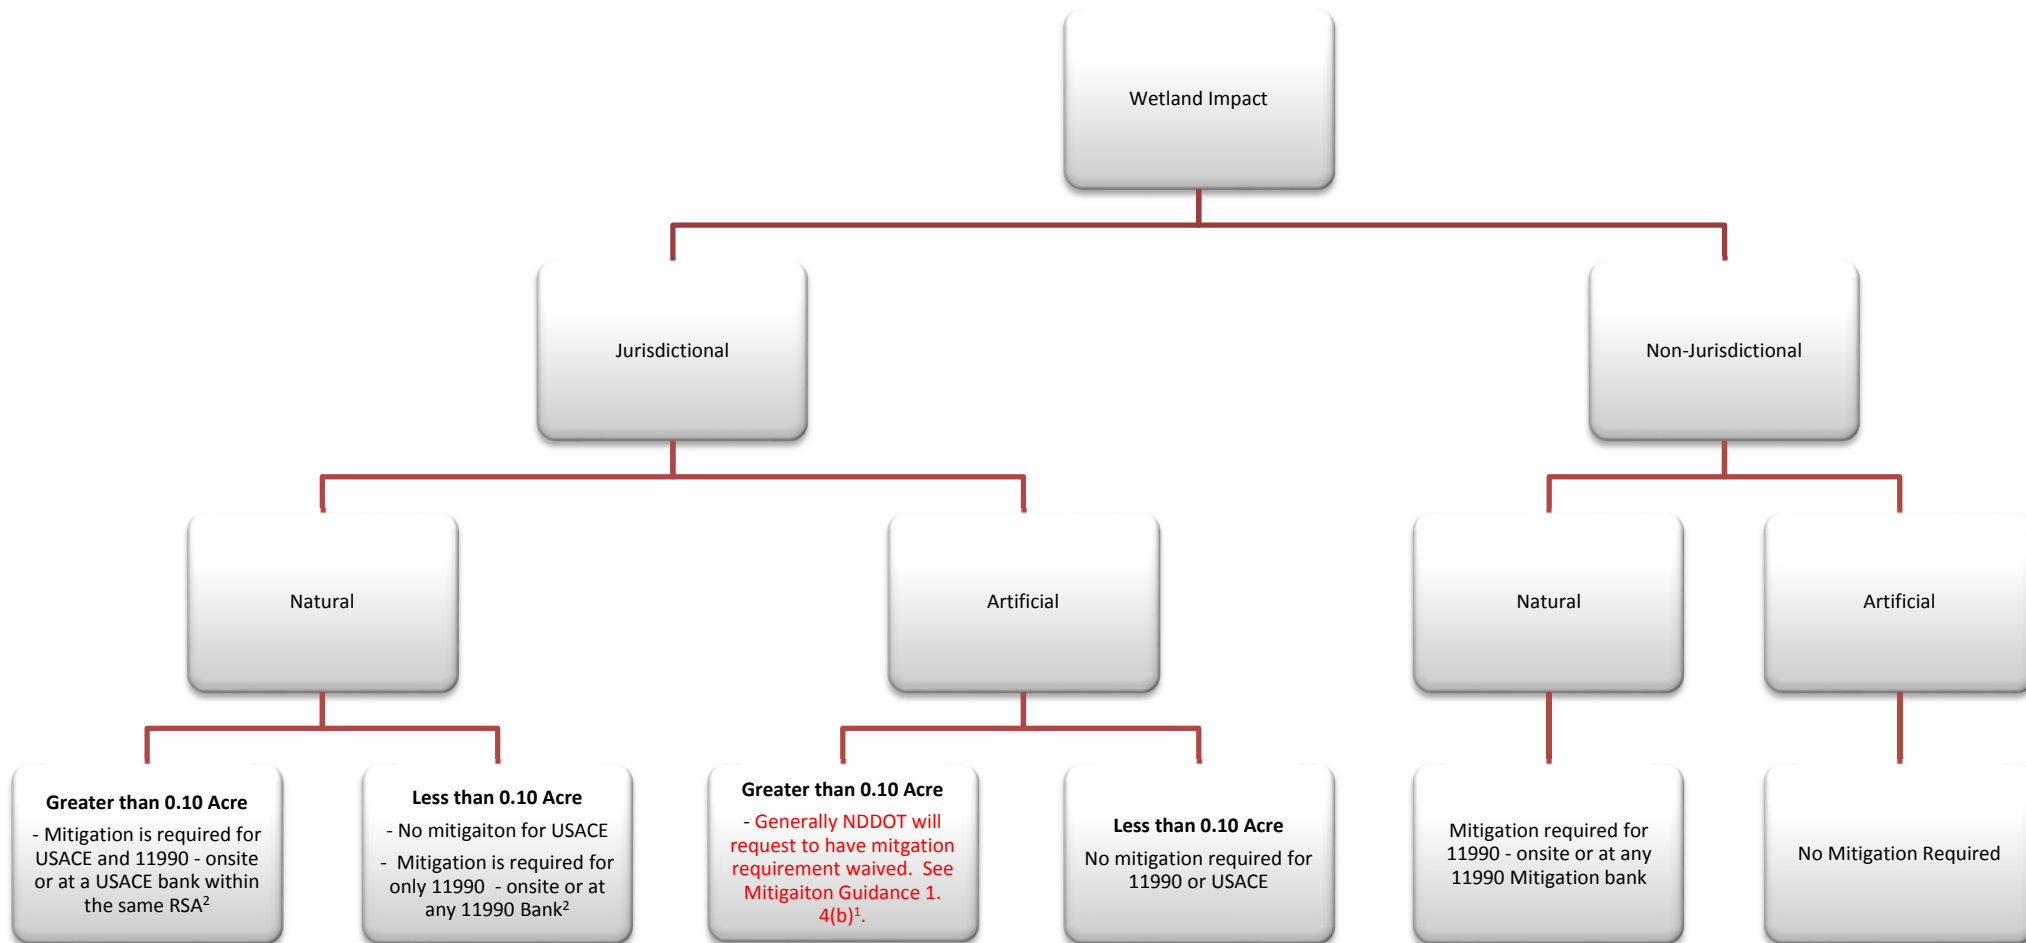 Wetland Impact
Jurisdictional
Non-Jurisdictional
Natural
Artificial
Natural
Artificial
Greater than 0.10 Acre
- Mitigation is required for
USACE and 11990 - onsite
or at a USACE bank within
the same RSA²
Less than 0.10 Acre
- No mitigaiton for USACE
- Mitigation is required for
only 11990 - onsite or at
any 11990 Bank²
Greater than 0.10 Acre
- Generally NDDOT will
request to have mitgation
requirement waived. See
Mitigaiton Guidance 1.
4(b)¹.
Less than 0.10 Acre
No mitigation required for
11990 or USACE
Mitigation required for
11990 - onsite or at any
11990 Mitigation bank
No Mitigation Required